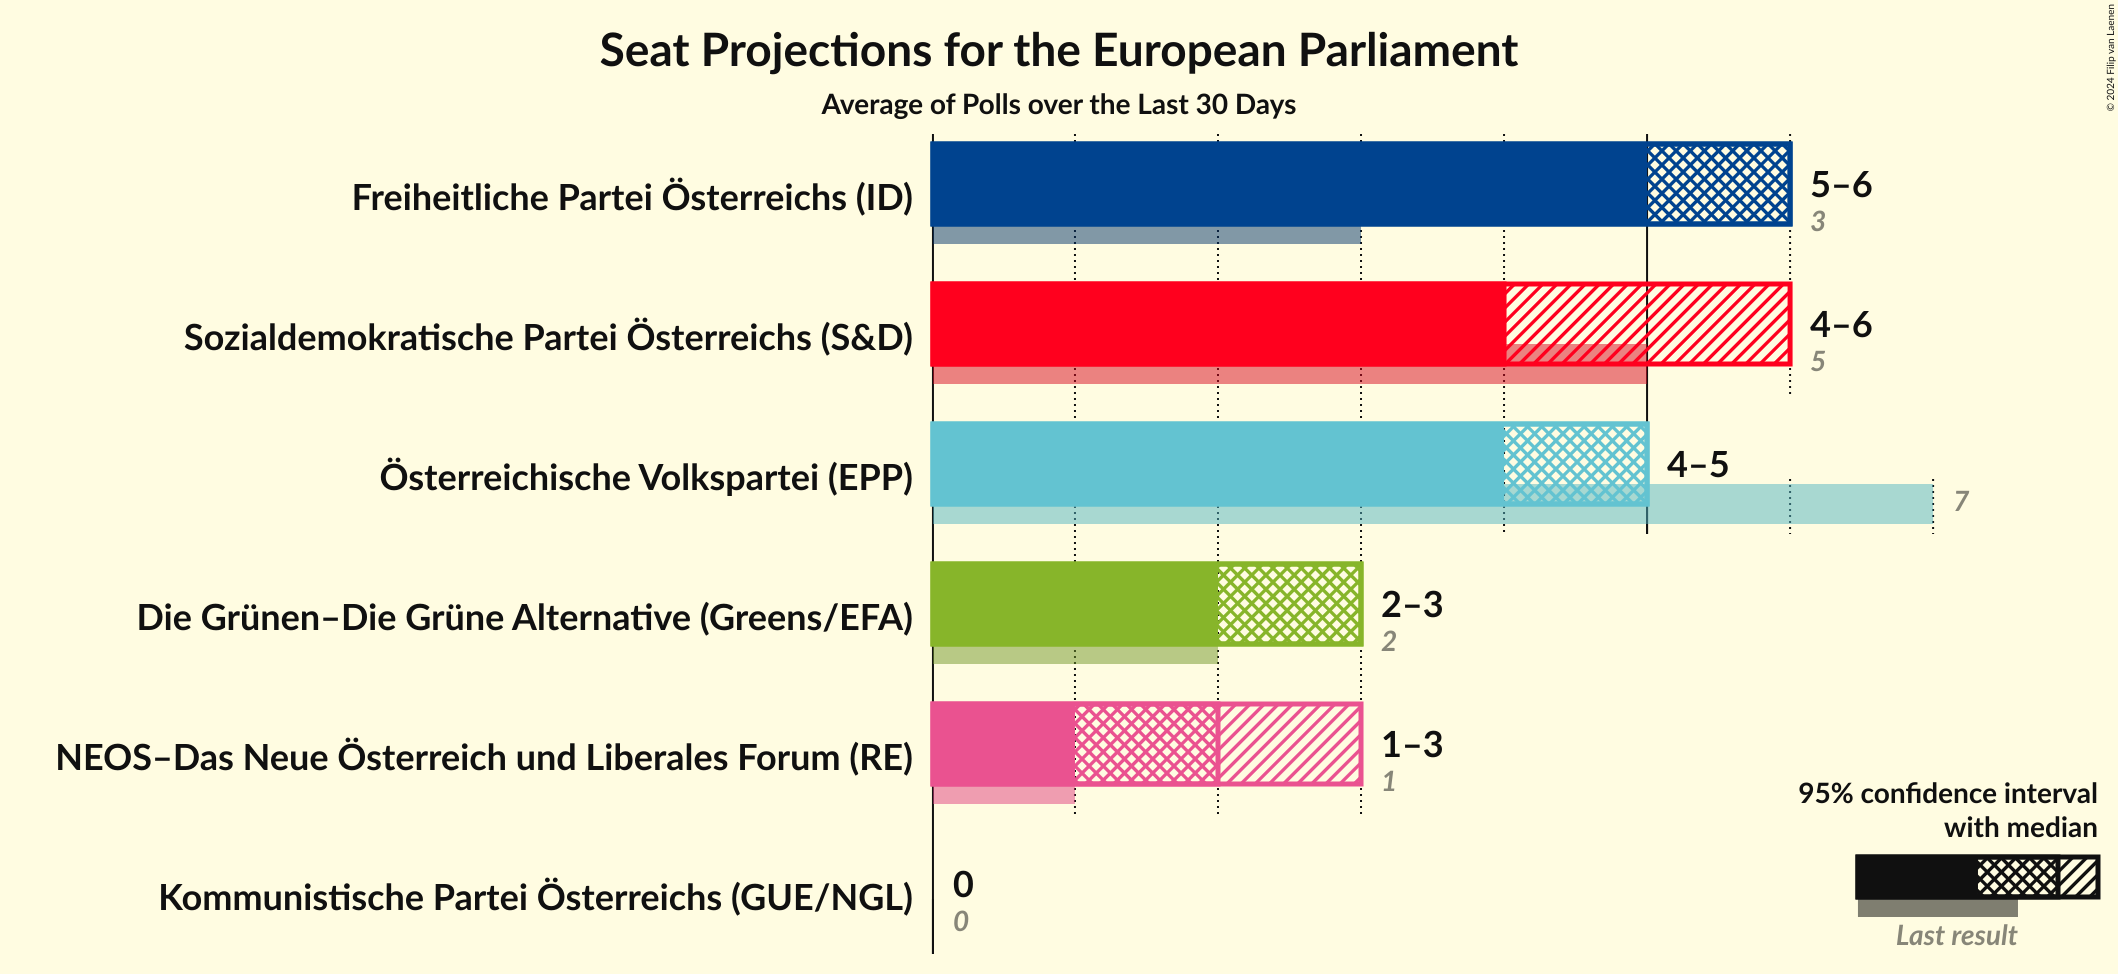 Seat Projections for the European Parliament
Average of Polls over the Last 30 Days
© 2024 Filip van Laenen
Freiheitliche Partei Österreichs (ID)
5–6
3
Sozialdemokratische Partei Österreichs (S&D)
4–6
5
Österreichische Volkspartei (EPP)
4–5
7
Die Grünen–Die Grüne Alternative (Greens/EFA)
2–3
2
NEOS–Das Neue Österreich und Liberales Forum (RE)
1–3
1
Kommunistische Partei Österreichs (GUE/NGL)
0
0
95% confidence interval
with median
Last result